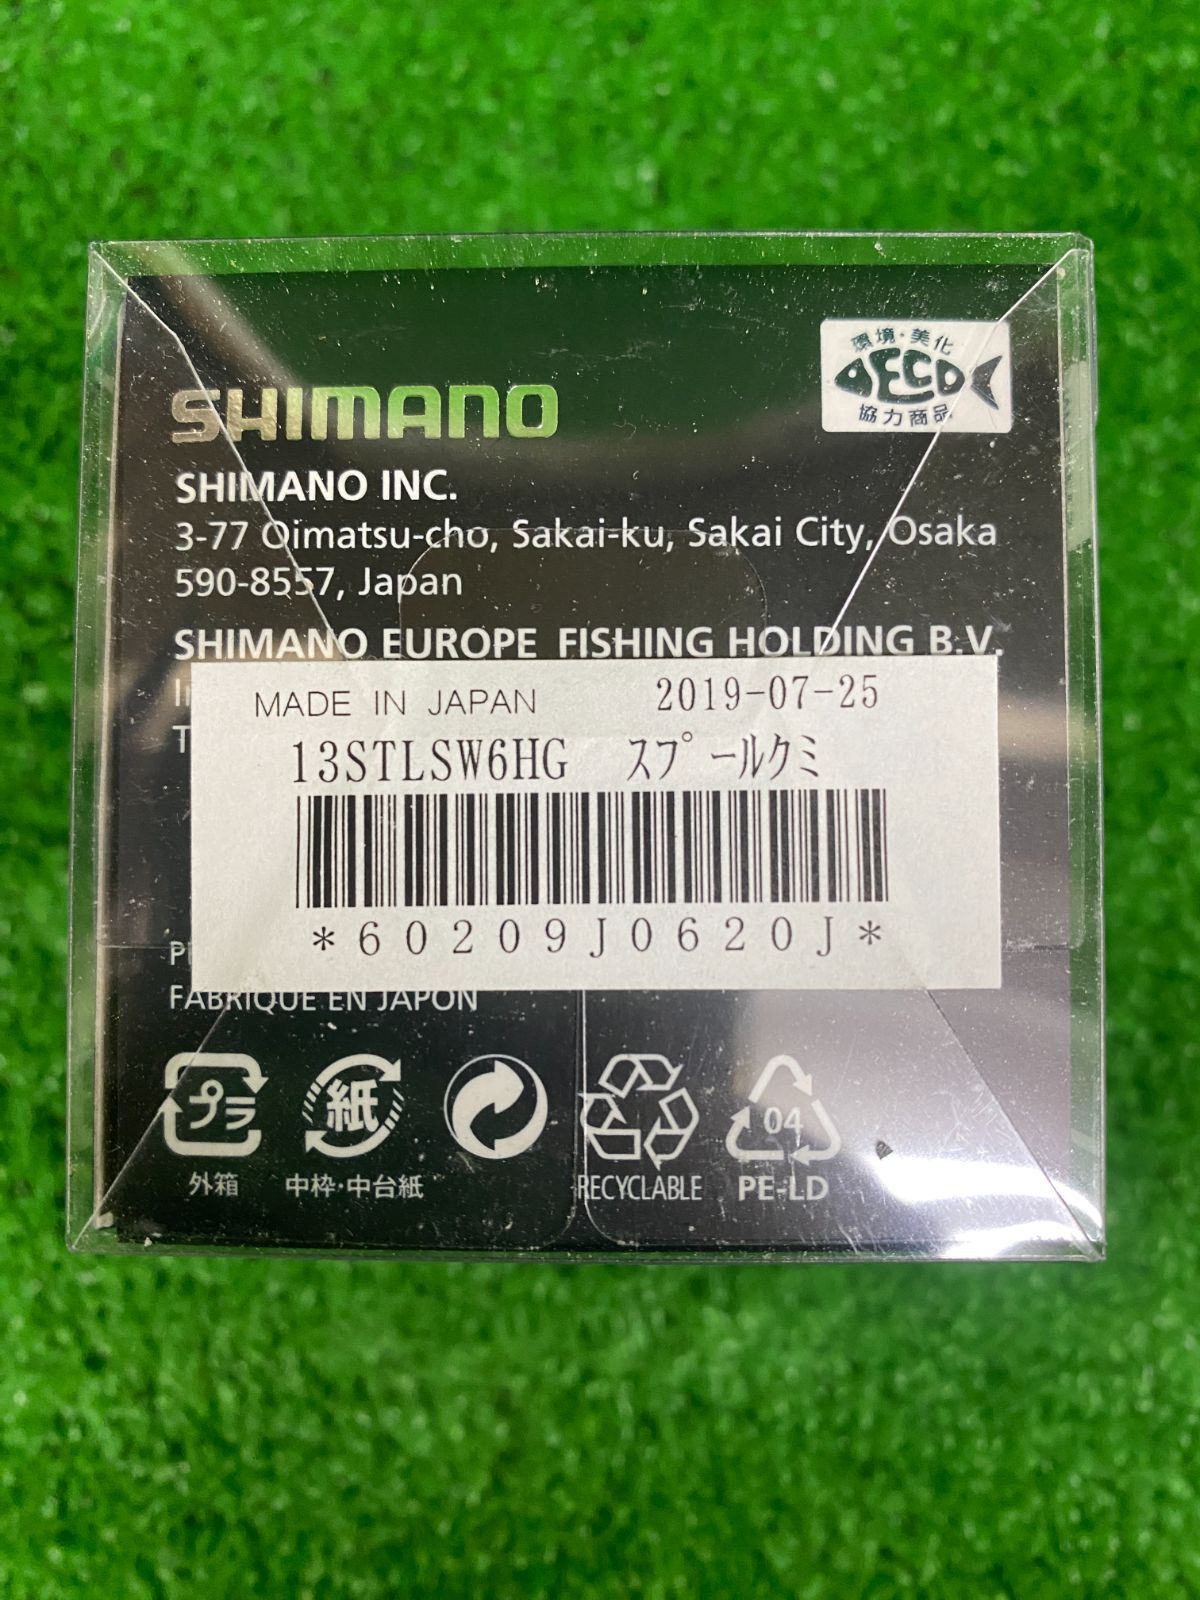 環境・美化
DECO
協力商品
SHIMANO
SHIMANO INC.
3-77 Oimatsu-cho, Sakai-ku, Sakai City, Osaka
590-8557, Japan
SHIMANO EUROPE FISHING HOLDING B.V.
MADE IN JAPAN 2019-07-25
13STLSW6HG スプールクミ
*60209J0620J*
FABRIQUÉ EN JAPON
プラ 紙 04
外箱 中枠・中台紙 RECYCLABLE PE-LD